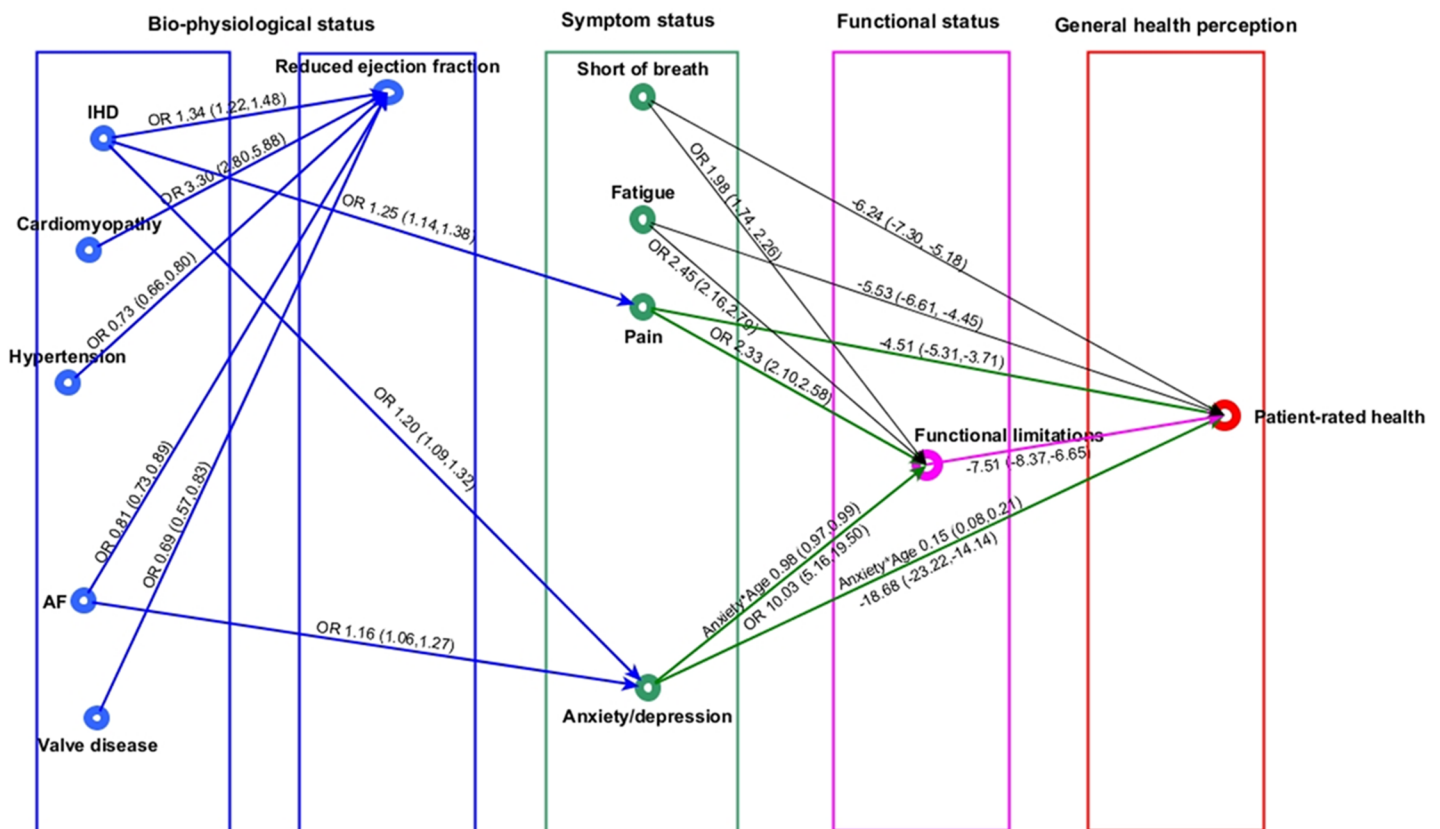 Bio-physiological status
Symptom status
Functional status
General health perception
Reduced ejection fraction
Short of breath
IHD
OR 1.34 (1.22,1.48)
OR 3.30 (2.80,5.88)
Cardiomyopathy
OR 1.25 (1.14,1.38)
OR 1.98 (1.74, 2.26)
Fatigue
-6.24 (-7.30, -5.18)
OR 2.45 (2.16,2.79)
-5.53 (-6.61, -4.45)
OR 0.73 (0.66,0.80)
Hypertension
Pain
OR 2.33 (2.10,2.58)
-4.51 (-5.31,-3.71)
Patient-rated health
Functional limitations
-7.51 (-8.37,-6.65)
OR 1.20 (1.09,1.32)
OR 0.81 (0.73,0.89)
OR 0.69 (0.57,0.83)
Anxiety*Age 0.98 (0.97,0.99)
OR 10.03 (5.16,19.50)
Anxiety*Age 0.15 (0.08,0.21)
-18.68 (-23.22,-14.14)
AF
OR 1.16 (1.06,1.27)
Anxiety/depression
Valve disease